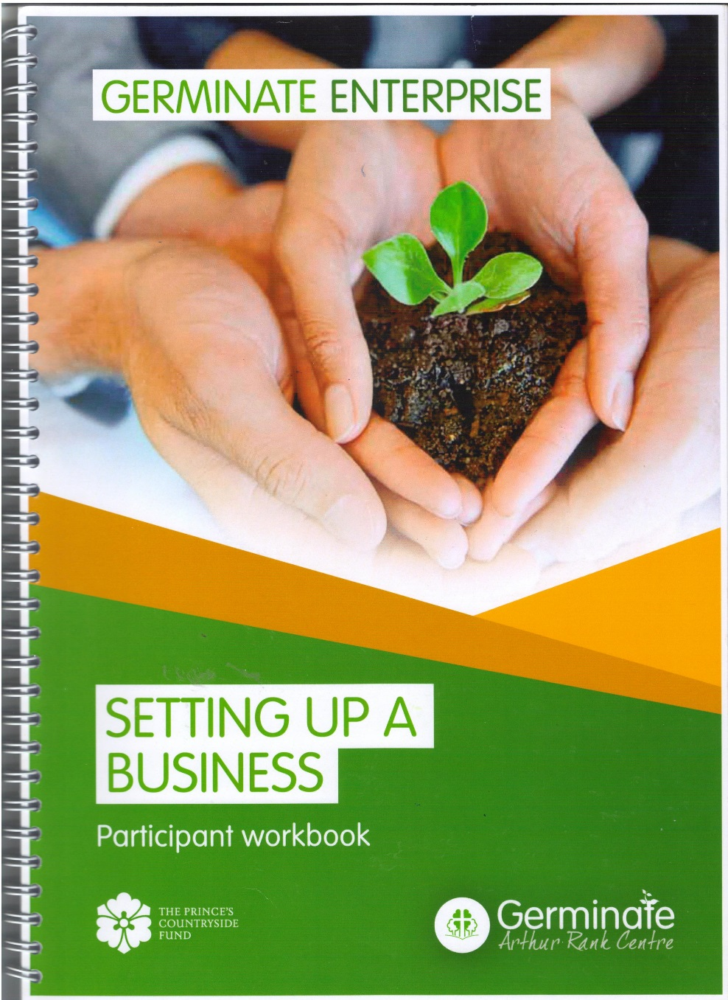 GERMINATE ENTERPRISE
SETTING UP A
BUSINESS
Participant workbook
THE PRINCE'S
COUNTRYSIDE
FUND
Germinate
Arthur Rank Centre